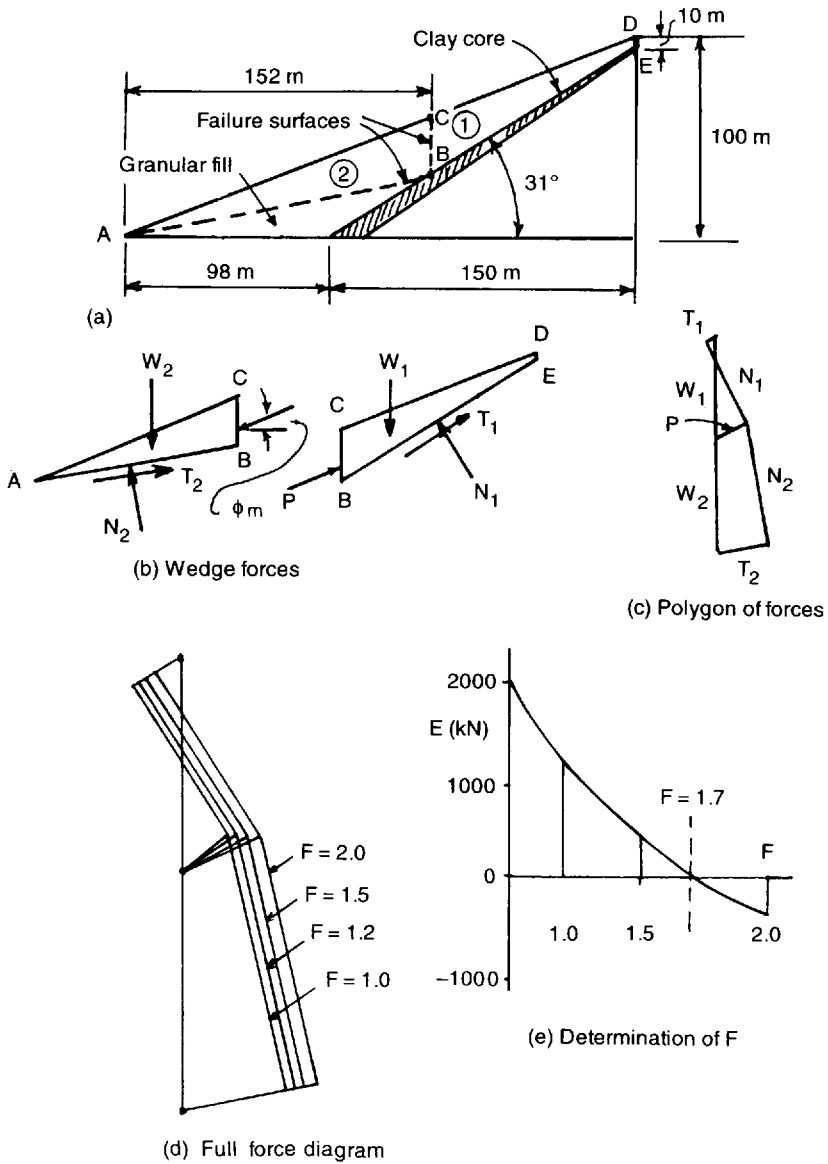 10 m
D
E
Clay core
152 m
C
1
Failure surfaces
100 m
Granular fill
2
B
31°
A
98 m
150 m
(a)
W₂
C
A
B
T₂
N₂
ϕm
W₁
D
E
C
T₁
P
B
N₁
(b) Wedge forces
T₁
W₁
N₁
P
W₂
N₂
T₂
(c) Polygon of forces
F = 2.0
F = 1.5
F = 1.2
F = 1.0
(d) Full force diagram
2000
E (kN)
1000
F = 1.7
F
0
1.0
1.5
2.0
−1000
(e) Determination of F